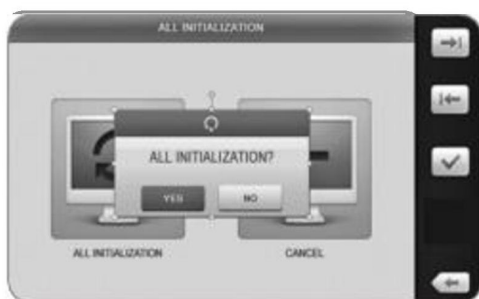 ALL INITIALIZATION
ALL INITIALIZATION?
YES
NO
ALL INITIALIZATION
CANCEL